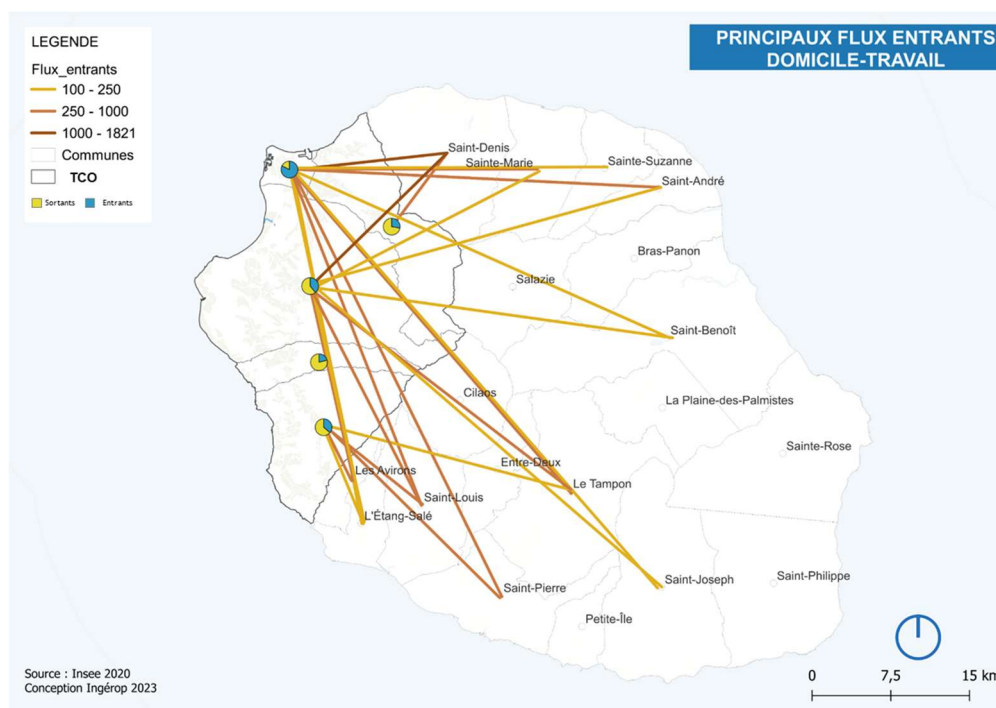 PRINCIPAUX FLUX ENTRANTS
DOMICILE-TRAVAIL
LEGENDE
Flux_entrants
100 - 250
250 - 1000
1000 - 1821
Communes
TCO
Sortants Entrants
Saint-Denis
Sainte-Marie
Sainte-Suzanne
Saint-André
Bras-Panon
Salazie
Saint-Benoît
Cilaos
La Plaine-des-Palmistes
Sainte-Rose
Entre-Deux
Les Avirons
Le Tampon
Saint-Louis
L'Étang-Salé
Saint-Pierre
Saint-Joseph
Saint-Philippe
Petite-Île
Source : Insee 2020
Conception Ingérop 2023
0 7,5 15 km